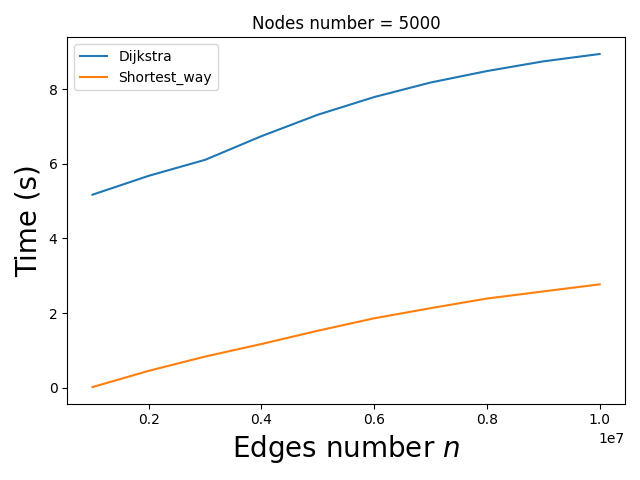 Nodes number = 5000
Dijkstra
Shortest_way
8
6
4
2
0
Time (s)
0.2 0.4 0.6 0.8 1.0
1e7
Edges number n